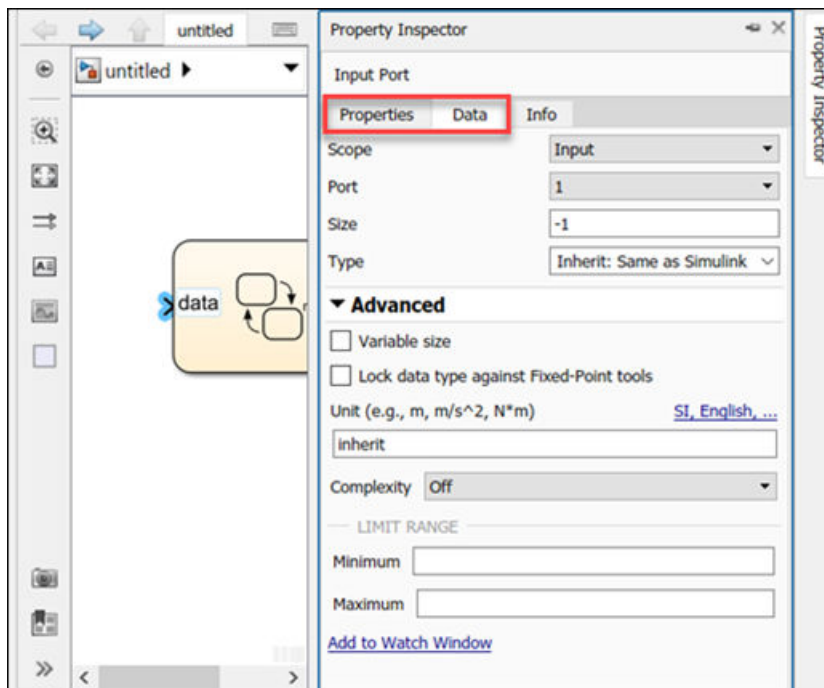 untitled
Property Inspector
Property Inspector
untitled
Input Port
Properties Data Info
Scope Input
Port 1
Size -1
Type Inherit: Same as Simulink
data
Advanced
Variable size
Lock data type against Fixed-Point tools
Unit (e.g., m, m/s^2, N*m) SI, English, ...
inherit
Complexity Off
LIMIT RANGE
Minimum
Maximum
Add to Watch Window